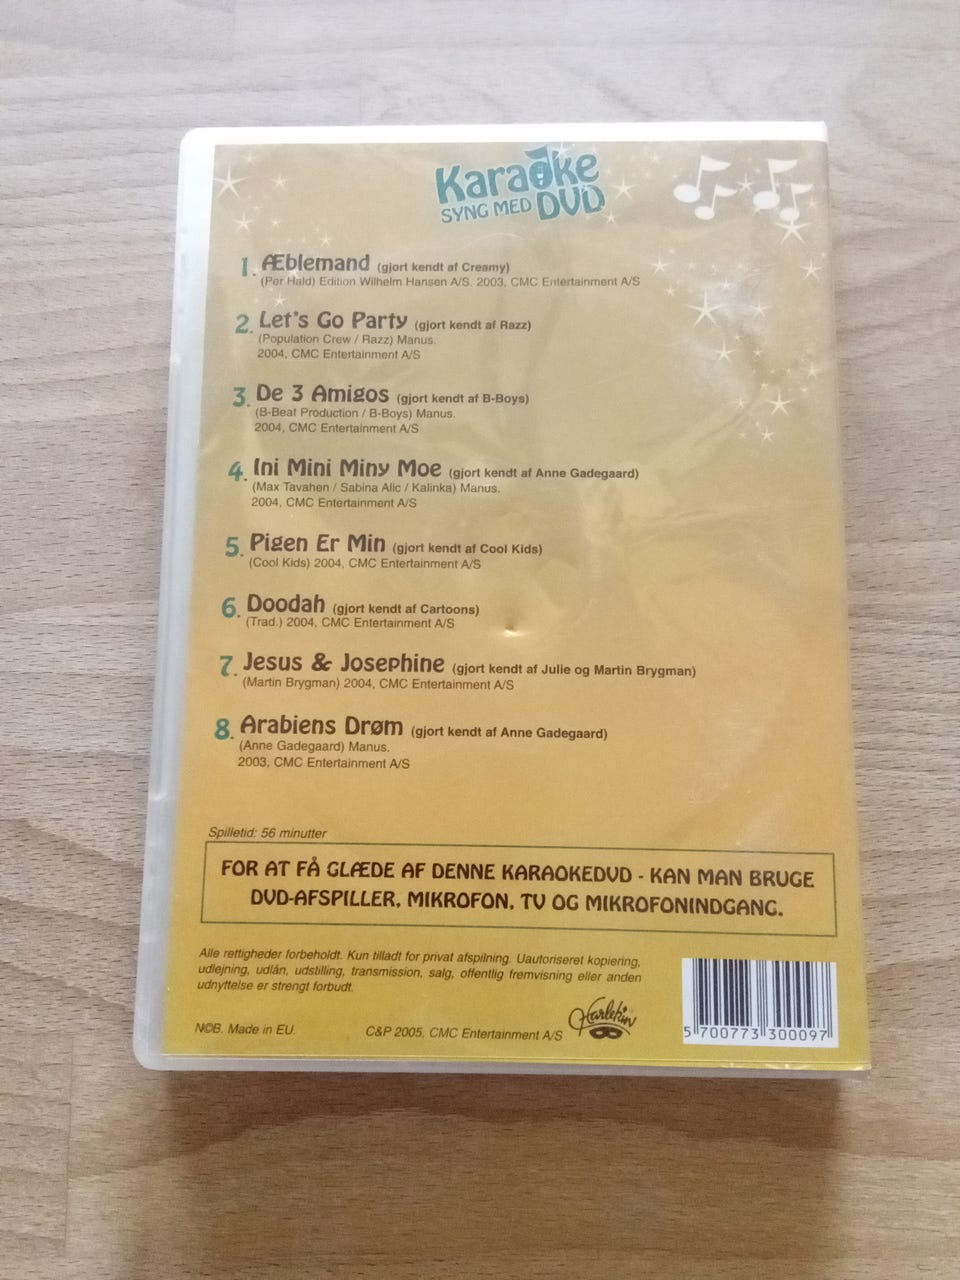 Karaoke
SYNG MED DVD
1. Æblemand (gjort kendt af Creamy)
(Per Hald) Edition Wilhelm Hansen A/S. 2003, CMC Entertainment A/S
2. Let's Go Party (gjort kendt af Razz)
(Population Crew / Razz) Manus.
2004, CMC Entertainment A/S
3. De 3 Amigos (gjort kendt af B-Boys)
(B-Beat Production / B-Boys) Manus.
2004, CMC Entertainment A/S
4. Ini Mini Miny Moe (gjort kendt af Anne Gadegaard)
(Max Tavahen / Sabina Alic / Kalinka) Manus.
2004, CMC Entertainment A/S
5. Pigen Er Min (gjort kendt af Cool Kids)
(Cool Kids) 2004, CMC Entertainment A/S
6. Doodah (gjort kendt af Cartoons)
(Trad.) 2004, CMC Entertainment A/S
7. Jesus & Josephine (gjort kendt af Julie og Martin Brygman)
(Martin Brygman) 2004, CMC Entertainment A/S
8. Arabiens Drøm (gjort kendt af Anne Gadegaard)
(Anne Gadegaard) Manus.
2003, CMC Entertainment A/S
Spilletid: 56 minutter
FOR AT FÅ GLÆDE AF DENNE KARAOKEDVD - KAN MAN BRUGE
DVD-AFSPILLER, MIKROFON, TV OG MIKROFONINDGANG.
Alle rettigheder forbeholdt. Kun tilladt for privat afspilning. Uautoriseret kopiering,
udlejning, udlån, udstilling, transmission, salg, offentlig fremvisning eller anden
udnyttelse er strengt forbudt.
N©B. Made in EU.
C&P 2005, CMC Entertainment A/S
Harlekin
5 700773 300097